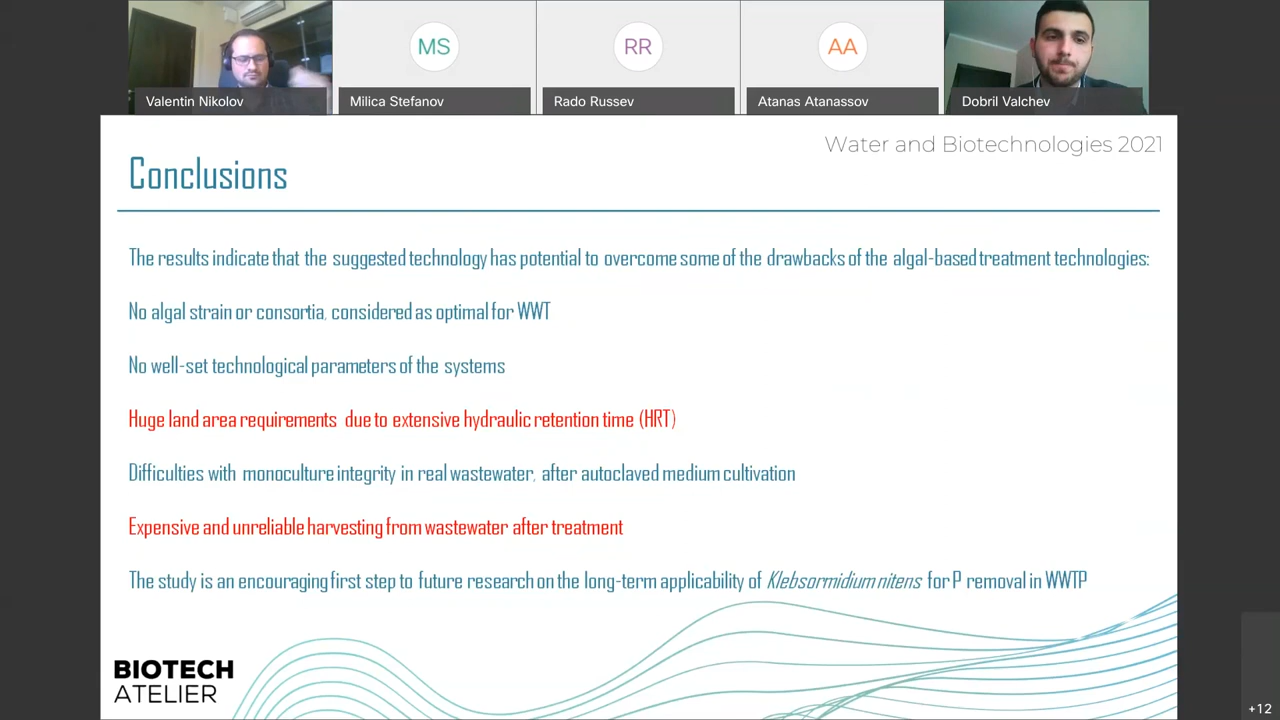 MS
RR
AA
Valentin Nikolov
Milica Stefanov
Rado Russev
Atanas Atanassov
Dobril Valchev
Water and Biotechnologies 2021
Conclusions
The results indicate that the suggested technology has potential to overcome some of the drawbacks of the algal-based treatment technologies:
No algal strain or consortia, considered as optimal for WWT
No well-set technological parameters of the systems
Huge land area requirements due to extensive hydraulic retention time (HRT)
Difficulties with monoculture integrity in real wastewater, after autoclaved medium cultivation
Expensive and unreliable harvesting from wastewater after treatment
The study is an encouraging first step to future research on the long-term applicability of Klebsormidium nitens for P removal in WWTP
BIOTECH
ATELIER
+12